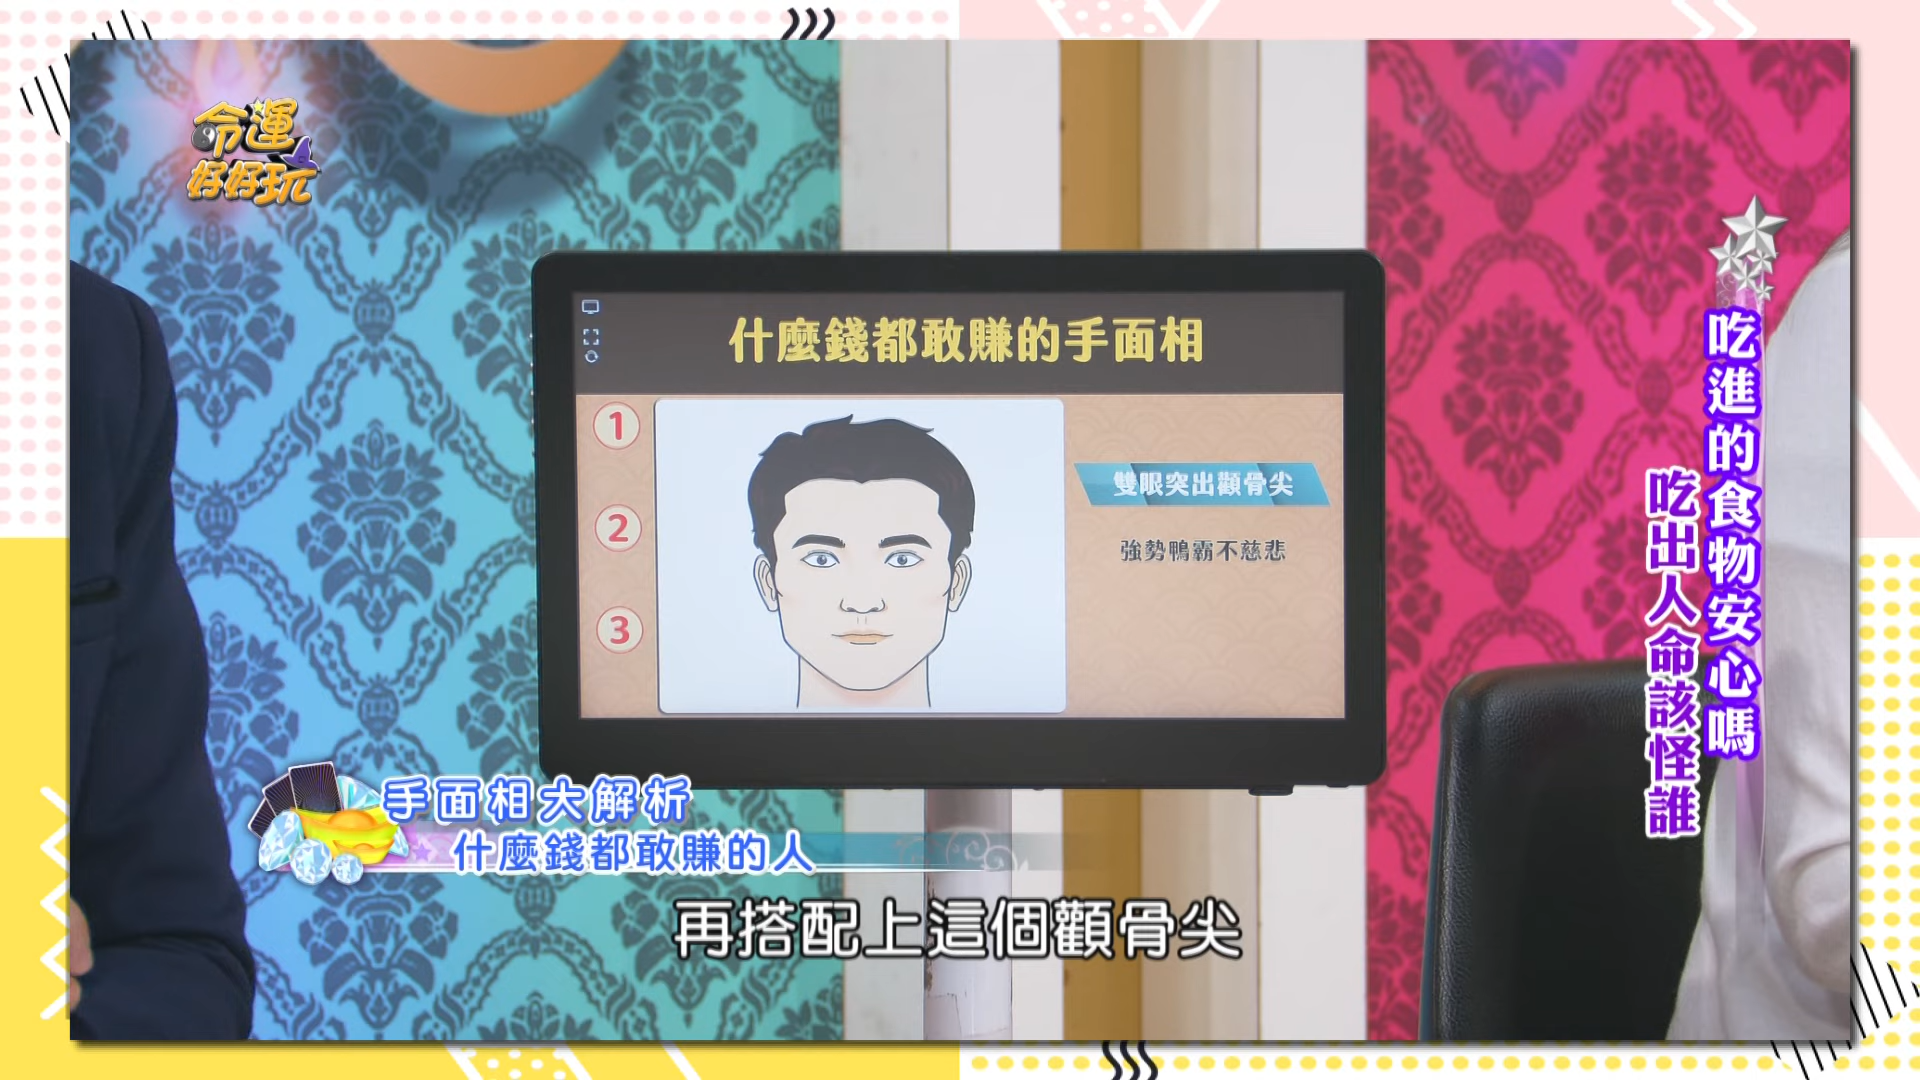 命運
好好玩
什麼錢都敢賺的手面相
1
2
3
雙眼突出顴骨尖
強勢鴨霸不慈悲
吃進的食物安心嗎
吃出人命該怪誰
手面相大解析
什麼錢都敢賺的人
再搭配上這個顴骨尖